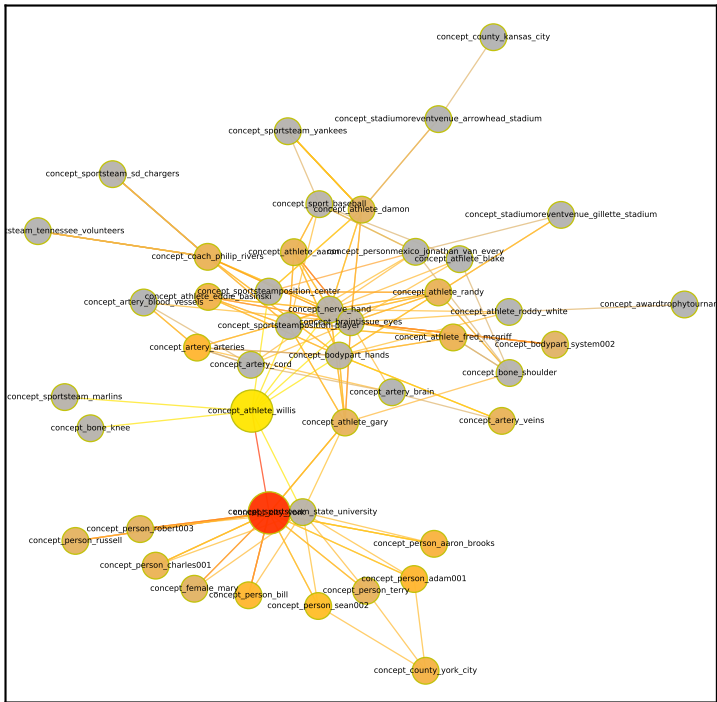 concept_county_kansas_city
concept_stadiumoreventvenue_arrowhead_stadium
concept_sportsteam_yankees
concept_sportsteam_sd_chargers
concept_sport_baseball
concept_athlete_damon
concept_stadiumoreventvenue_gillette_stadium
steam_tennessee_volunteers
concept_athlete_aaron
concept_personmexico_jonathan_van_every
concept_coach_philip_rivers
concept_athlete_blake
concept_sportsteamposition_center
concept_athlete_randy
concept_athlete_eddie_basinski
concept_artery_blood_vessels
concept_awardtrophytournar
concept_nerve_hand
concept_athlete_roddy_white
concept_braintissue_eyes
concept_sportsteamposition_player
concept_athlete_fred_mcgriff
concept_bodypart_system002
concept_artery_arteries
concept_bodypart_hands
concept_artery_cord
concept_bone_shoulder
concept_artery_brain
concept_sportsteam_marlins
concept_athlete_willis
concept_athlete_gary
concept_artery_veins
concept_bone_knee
concept_sportsteam_state_university
concept_person_robert003
concept_person_russell
concept_person_aaron_brooks
concept_person_charles001
concept_person_adam001
concept_female_mary
concept_person_terry
concept_person_bill
concept_person_sean002
concept_county_york_city